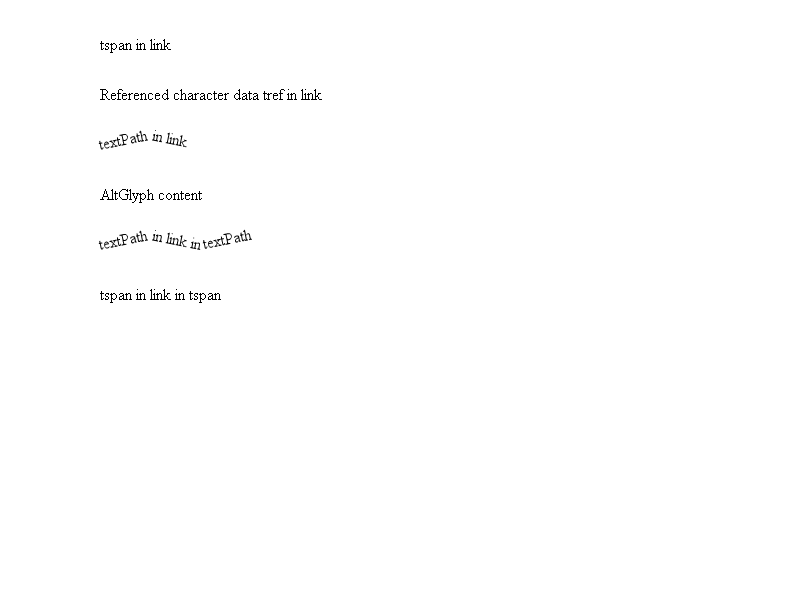 tspan in link
Referenced character data tref in link
textPath in link
AltGlyph content
textPath in link in textPath
tspan in link in tspan